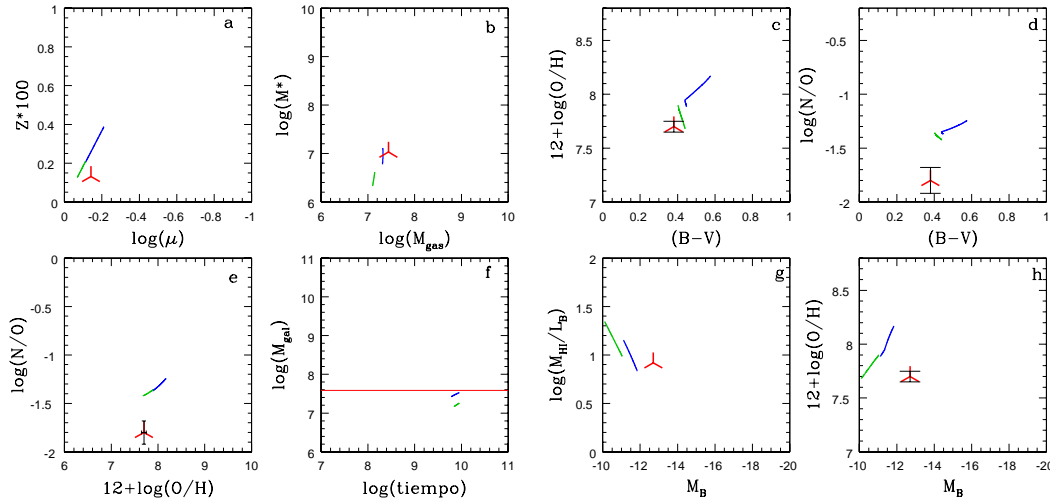 a
b
c
d
1
0.8
0.6
0.4
0.2
0
Z*100
0 -0.2 -0.4 -0.6 -0.8 -1
log(μ)
10
9
8
7
6
log(M*)
6 7 8 9 10
log(M_gas)
8.5
8
7.5
7
12+log(O/H)
0 0.2 0.4 0.6 0.8 1
(B-V)
0
-0.5
-1
-1.5
-2
log(N/O)
0 0.2 0.4 0.6 0.8 1
(B-V)
e
f
g
h
0
-0.5
-1
-1.5
-2
log(N/O)
6 7 8 9 10
12+log(O/H)
11
10
9
8
7
6
log(M_gal)
7 8 9 10 11
log(tiempo)
2
1.5
1
0.5
0
log(M_HI/L_B)
-10 -12 -14 -16 -18 -20
M_B
8.5
8
7.5
7
12+log(O/H)
-10 -12 -14 -16 -18 -20
M_B